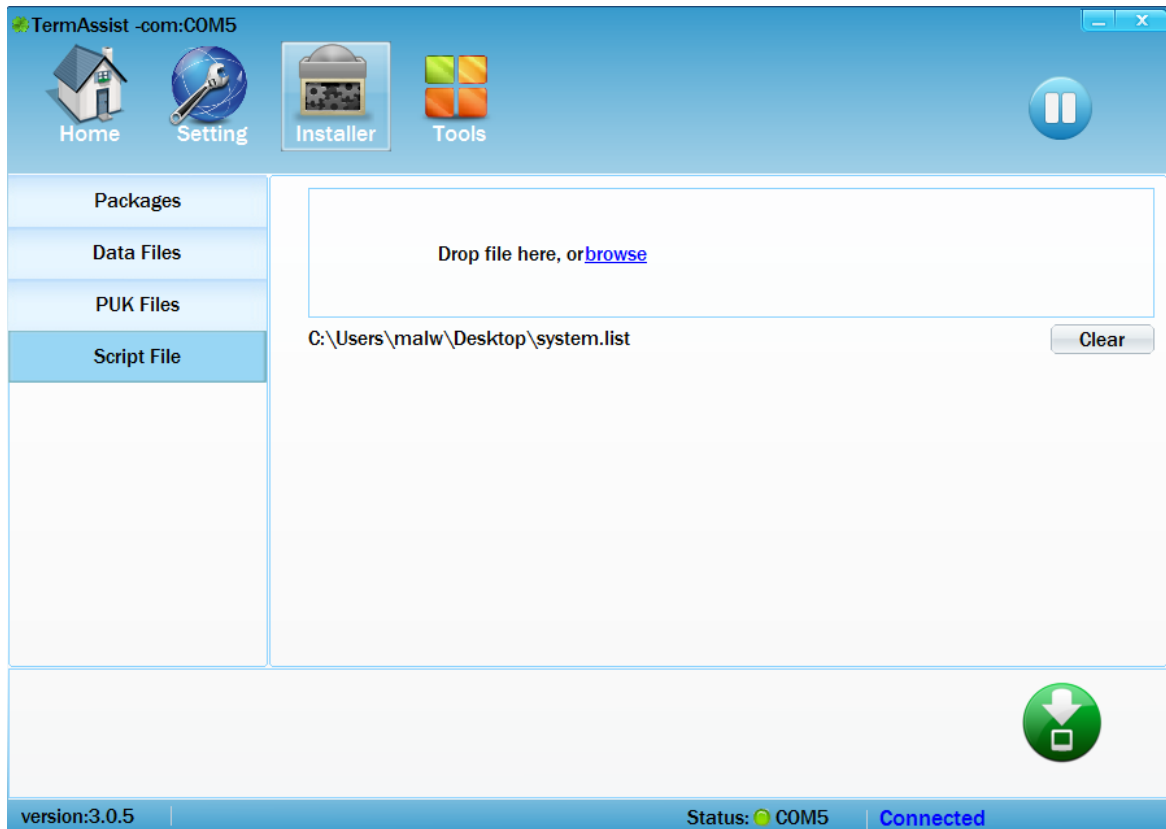 TermAssist -com:COM5
_ X
Home Setting Installer Tools
Packages
Data Files
PUK Files
Script File
Drop file here, orbrowse
C:\Users\malw\Desktop\system.list
Clear
version:3.0.5
Status: COM5
Connected